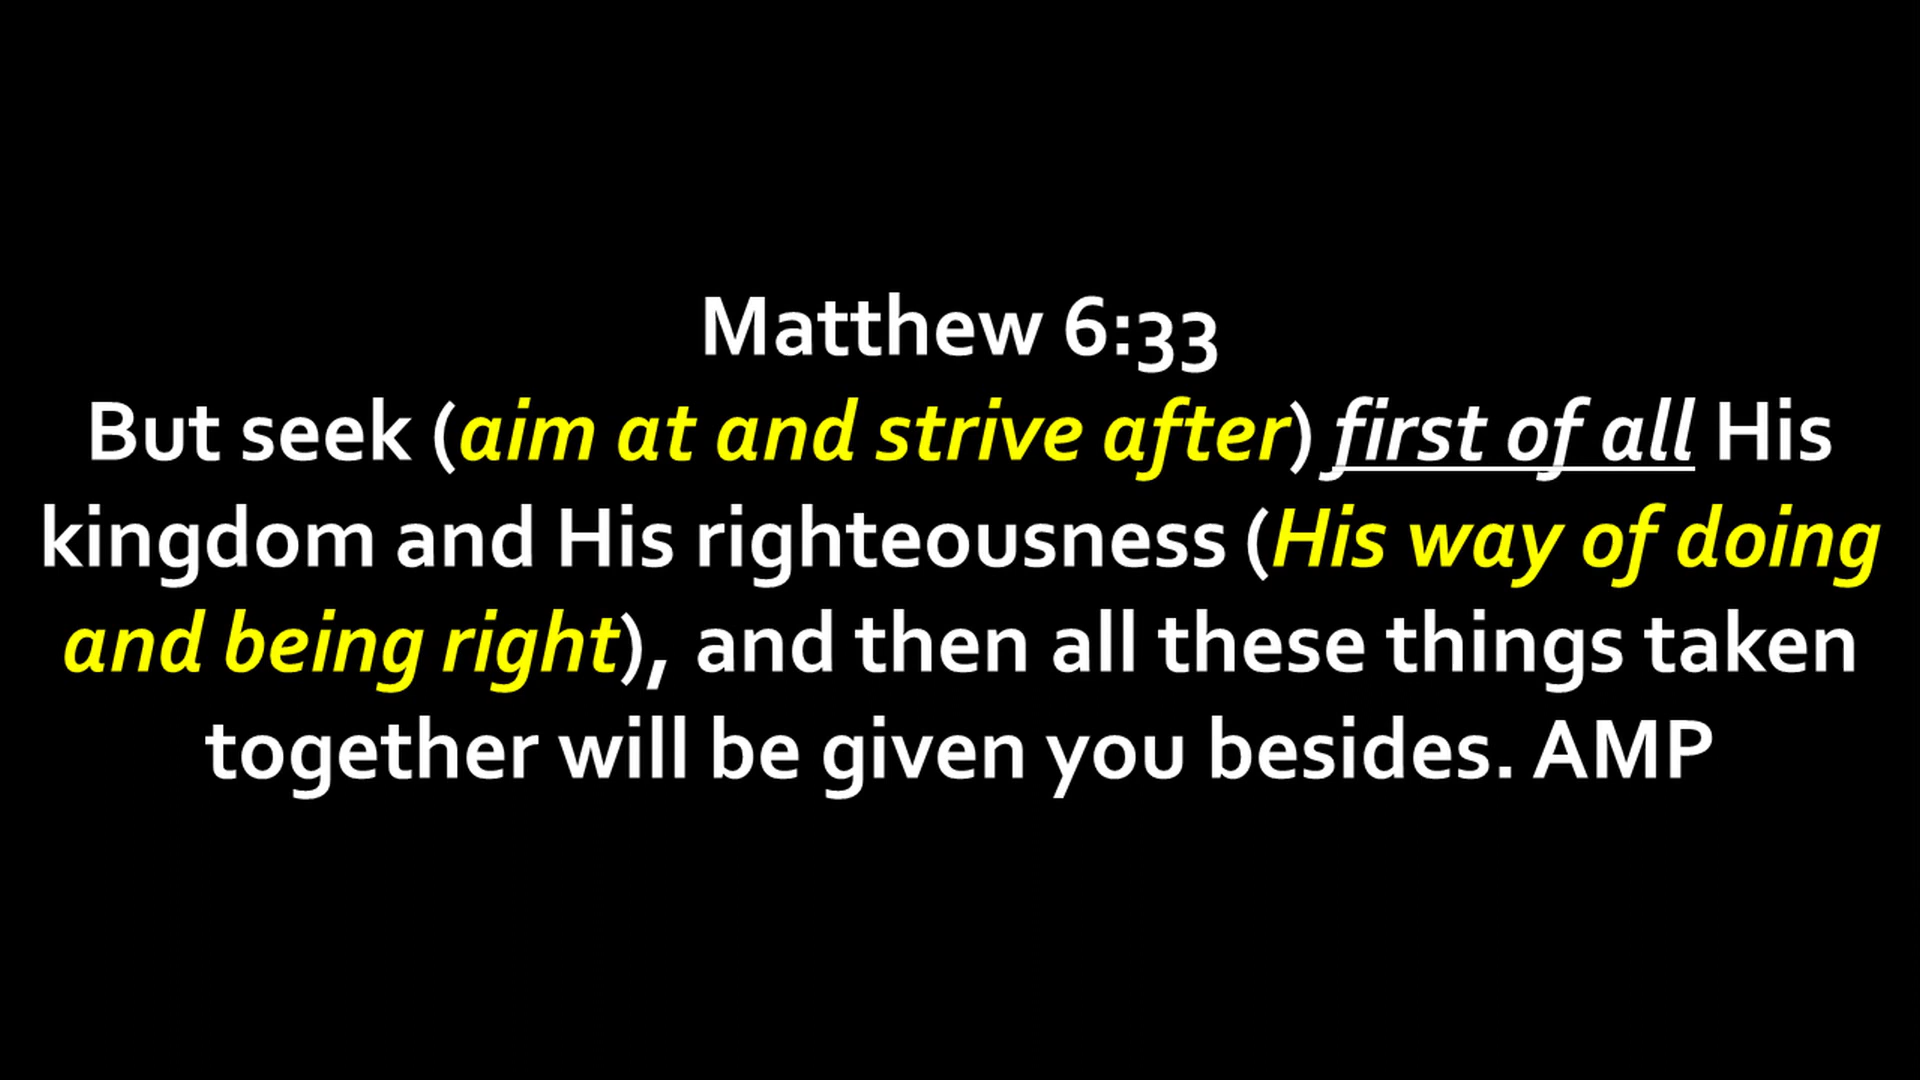 Matthew 6:33
But seek (aim at and strive after) first of all His
kingdom and His righteousness (His way of doing
and being right), and then all these things taken
together will be given you besides. AMP